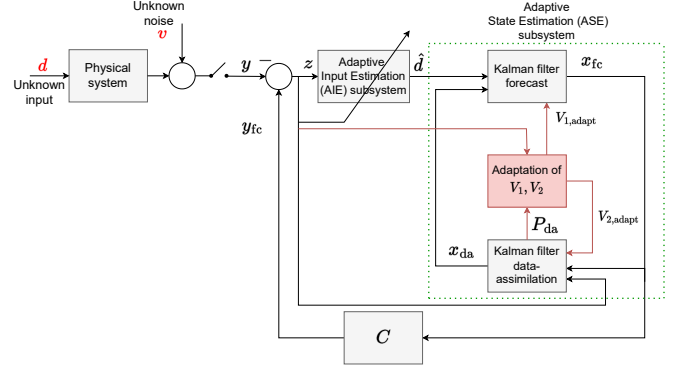 Unknown
noise
v
Adaptive
State Estimation (ASE)
subsystem
d
Unknown
input
Physical
system
y
−
z
Adaptive
Input Estimation
(AIE) subsystem
d̂
Kalman filter
forecast
x_fc
V_1,adapt
y_fc
Adaptation of
V_1, V_2
V_2,adapt
P_da
x_da
Kalman filter
data-
assimilation
C